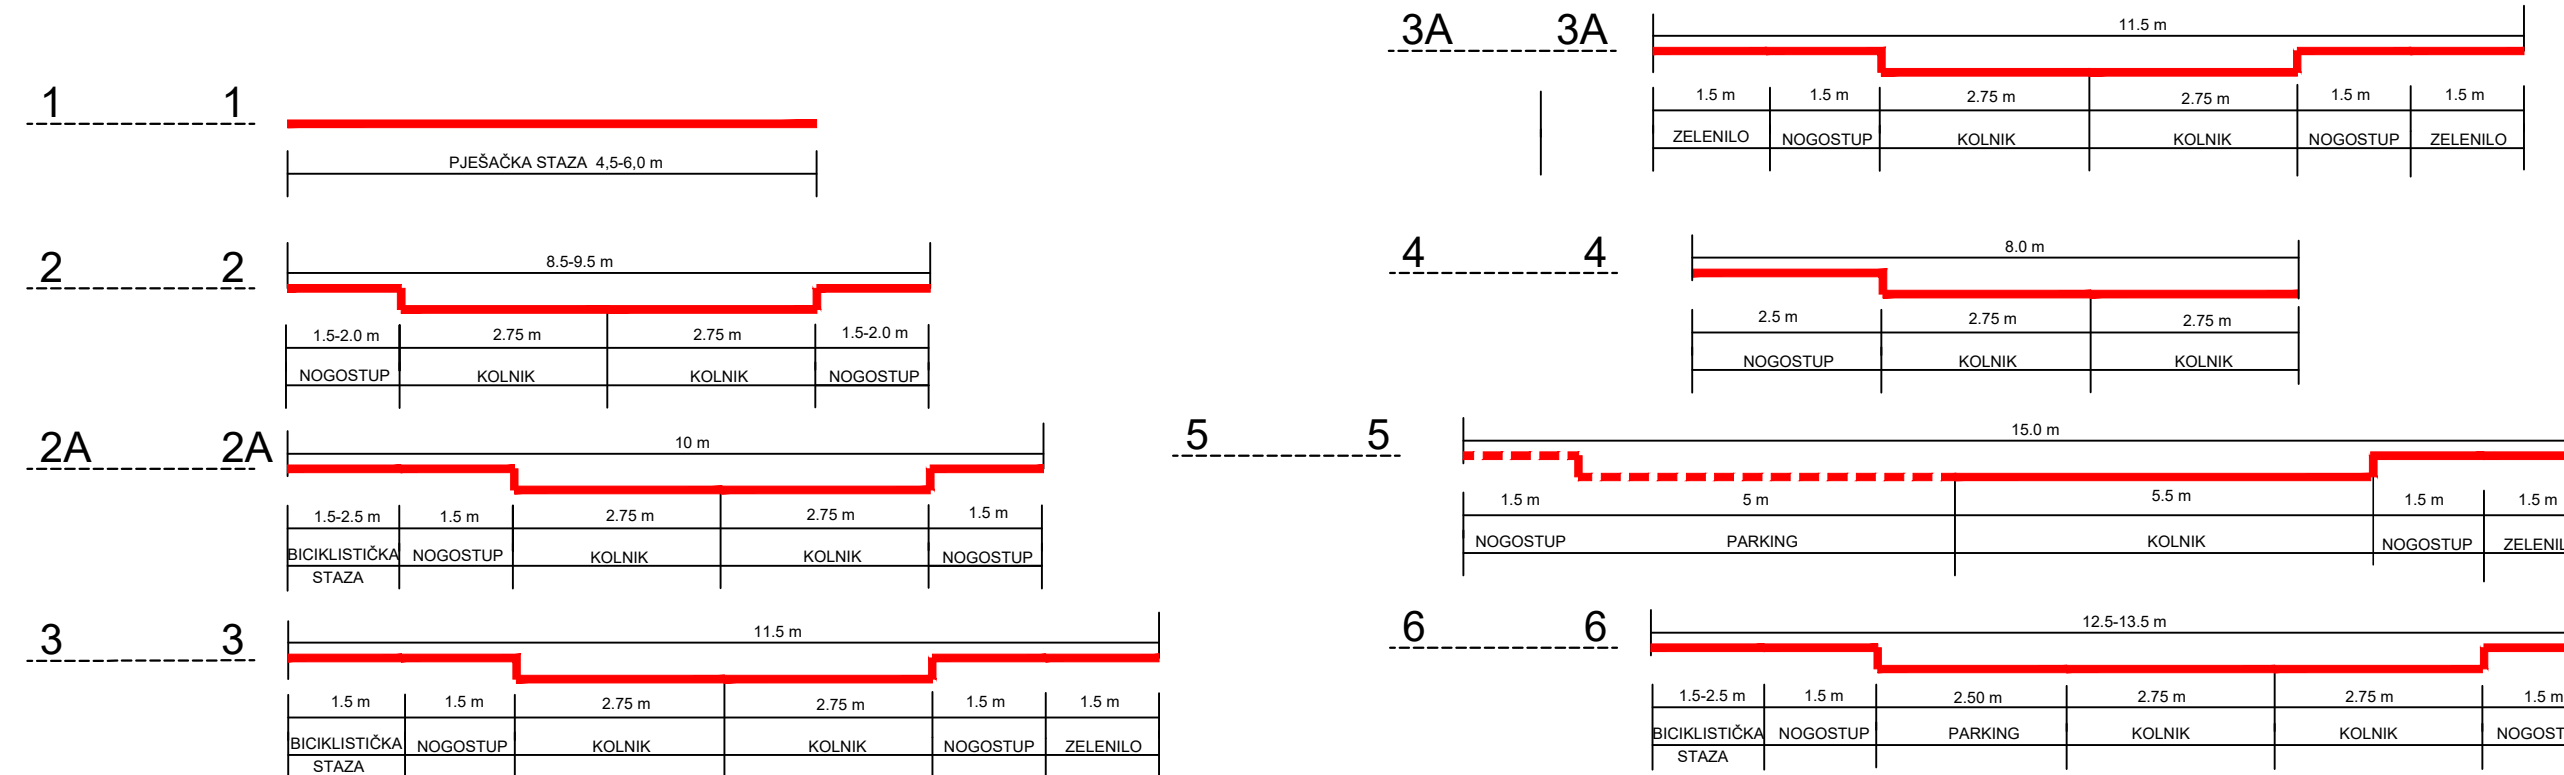 1 1
PJEŠAČKA STAZA 4,5-6,0 m
2 2
8.5-9.5 m
1.5-2.0 m 2.75 m 2.75 m 1.5-2.0 m
NOGOSTUP KOLNIK KOLNIK NOGOSTUP
2A 2A
10 m
1.5-2.5 m 1.5 m 2.75 m 2.75 m 1.5 m
BICIKLISTIČKA NOGOSTUP KOLNIK KOLNIK NOGOSTUP
STAZA
3 3
11.5 m
1.5 m 1.5 m 2.75 m 2.75 m 1.5 m 1.5 m
BICIKLISTIČKA NOGOSTUP KOLNIK KOLNIK NOGOSTUP ZELENILO
STAZA
3A 3A
11.5 m
1.5 m 1.5 m 2.75 m 2.75 m 1.5 m 1.5 m
ZELENILO NOGOSTUP KOLNIK KOLNIK NOGOSTUP ZELENILO
4 4
8.0 m
2.5 m 2.75 m 2.75 m
NOGOSTUP KOLNIK KOLNIK
5 5
15.0 m
1.5 m 5 m 5.5 m 1.5 m 1.5 m
NOGOSTUP PARKING KOLNIK NOGOSTUP
6 6
12.5-13.5 m
1.5-2.5 m 1.5 m 2.50 m 2.75 m 2.75 m 1.5 m
BICIKLISTIČKA NOGOSTUP PARKING KOLNIK KOLNIK
STAZA